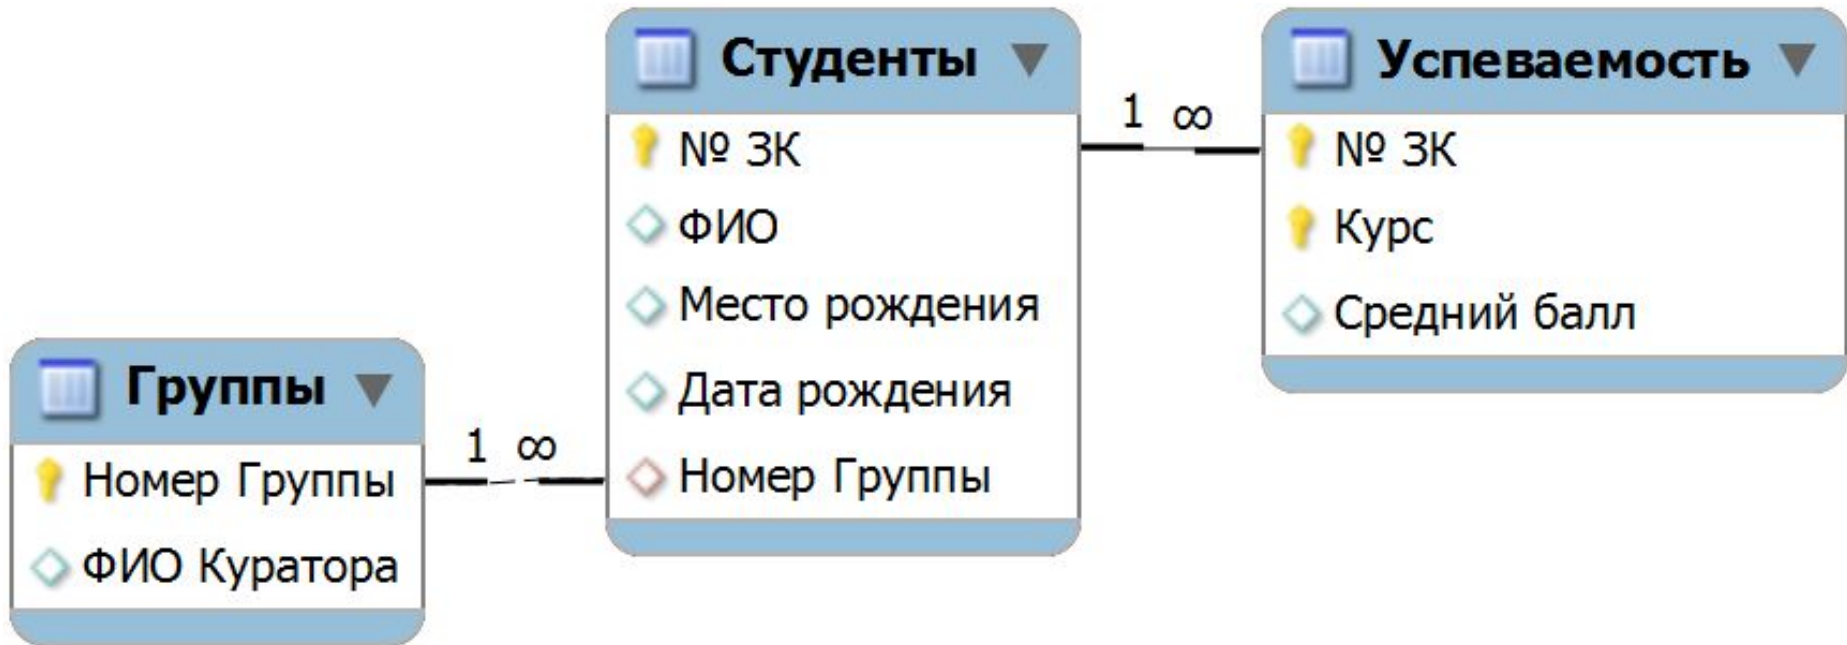 Студенты
№ ЗК
ФИО
Место рождения
Дата рождения
Номер Группы
1 ∞
Успеваемость
№ ЗК
Курс
Средний балл
Группы
Номер Группы
ФИО Куратора
1 ∞